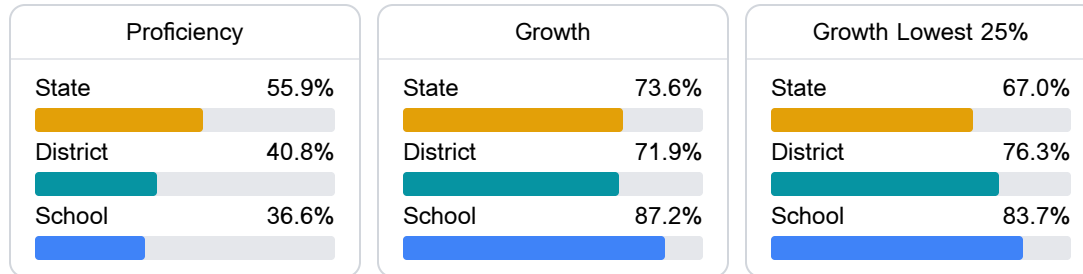 Proficiency
State 55.9%
District 40.8%
School 36.6%
Growth
State 73.6%
District 71.9%
School 87.2%
Growth Lowest 25%
State 67.0%
District 76.3%
School 83.7%